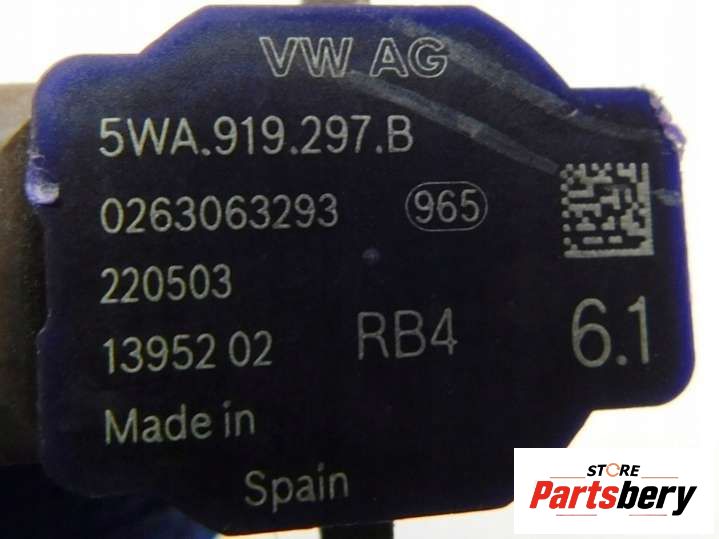 VW AG
5WA.919.297.B
0263063293 965
220503
13952 02 RB4 6.1
Made in
Spain
STORE
Partsbery